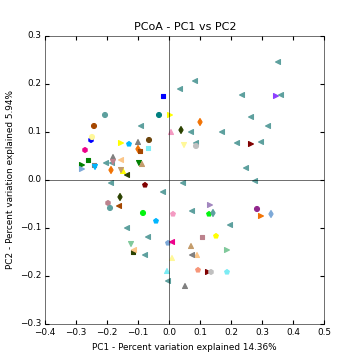 PCoA - PC1 vs PC2
0.3
0.2
0.1
0.0
−0.1
−0.2
−0.3
PC2 - Percent variation explained 5.94%
−0.4 −0.3 −0.2 −0.1 0.0 0.1 0.2 0.3 0.4 0.5
PC1 - Percent variation explained 14.36%